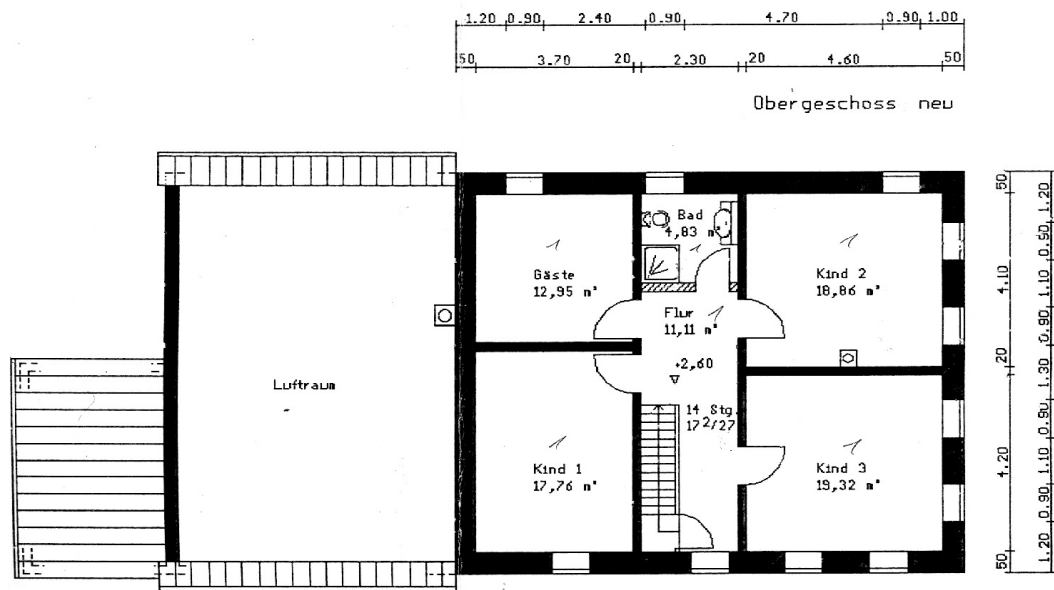 1.20 0.90 2.40 0.90 4.70 0.90 1.00
50 3.70 20 2.30 20 4.60 50
Obergeschoss neu
Luftraum
Gäste
12,95 m²
Bad
4,83 m²
Kind 2
18,86 m²
Flur
11,11 m²
+2,60
14 Stg.
17²/27
Kind 1
17,76 m²
Kind 3
19,32 m²
50 4.10 20 4.20 50
1.20 0.90 1.10 0.90 1.30 0.90 1.10 0.90 1.20